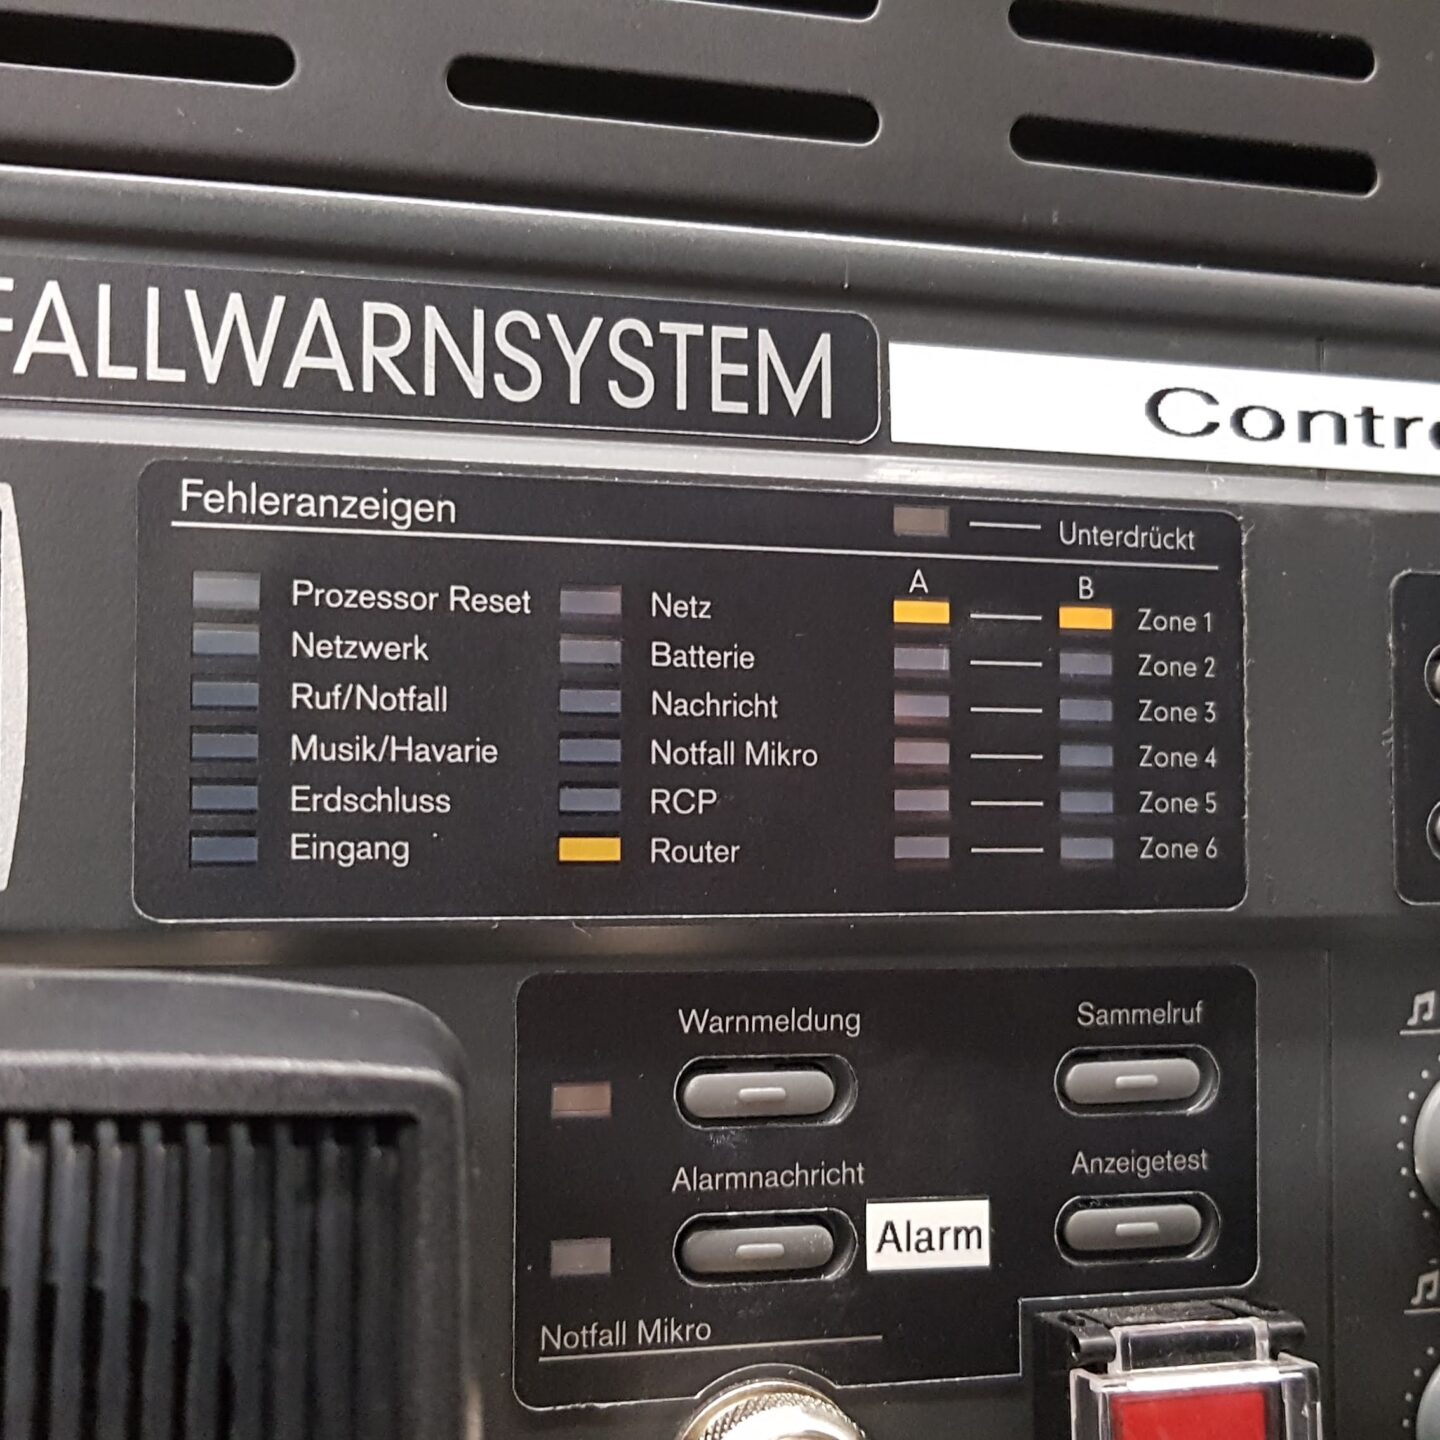 FALLWARNSYSTEM
Contr
Fehleranzeigen
Unterdrückt
A B
Prozessor Reset Netz Zone 1
Netzwerk Batterie Zone 2
Ruf/Notfall Nachricht Zone 3
Musik/Havarie Notfall Mikro Zone 4
Erdschluss RCP Zone 5
Eingang Router Zone 6
Warnmeldung Sammelruf
Alarmnachricht Anzeigetest
Alarm
Notfall Mikro